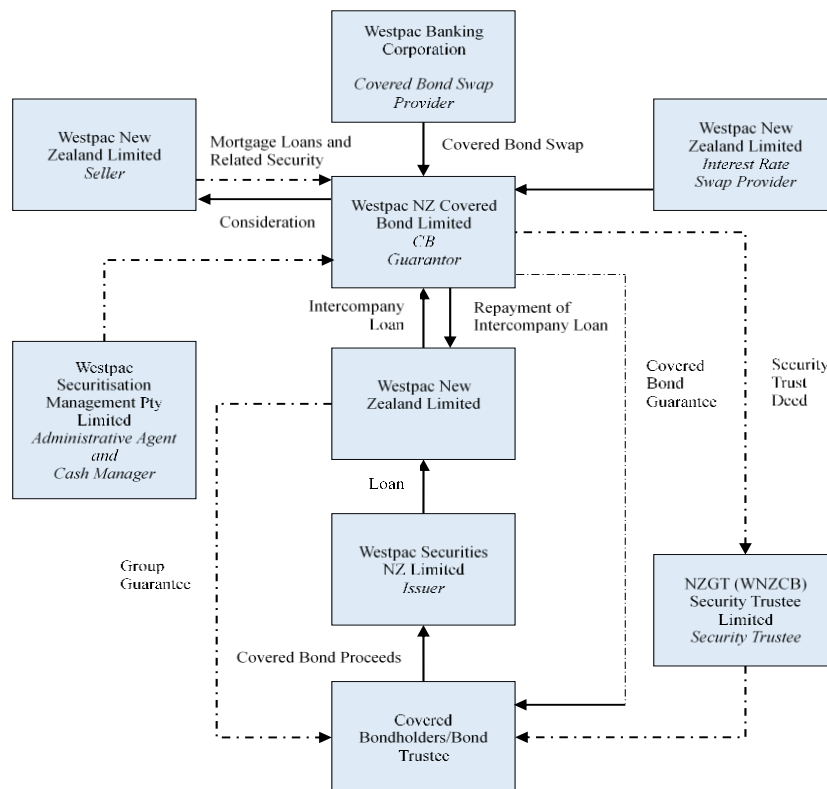 Westpac Banking
Corporation
Covered Bond Swap
Provider
Westpac New
Zealand Limited
Seller
Mortgage Loans and
Related Security
Covered Bond Swap
Westpac New
Zealand Limited
Interest Rate
Swap Provider
Consideration
Westpac NZ Covered
Bond Limited
CB
Guarantor
Intercompany
Loan
Repayment of
Intercompany Loan
Westpac
Securitisation
Management Pty
Limited
Administrative Agent
and
Cash Manager
Westpac New
Zealand Limited
Covered
Bond
Guarantee
Security
Trust
Deed
Loan
Group
Guarantee
Westpac Securities
NZ Limited
Issuer
NZGT (WNZCB)
Security Trustee
Limited
Security Trustee
Covered Bond Proceeds
Covered
Bondholders/Bond
Trustee